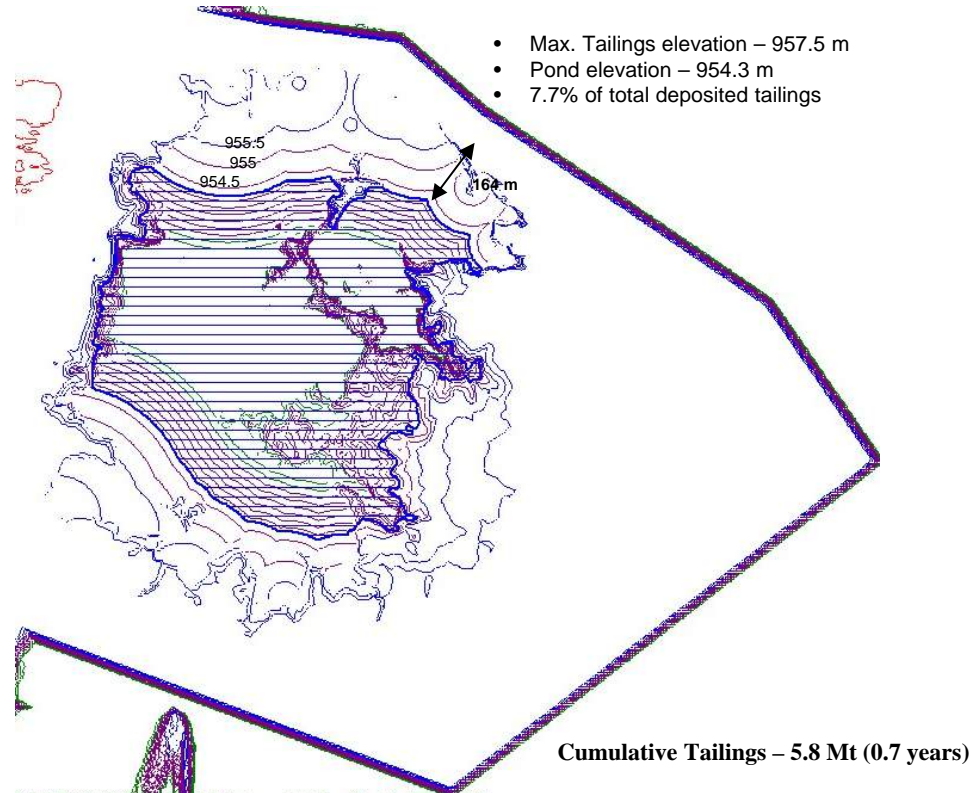 • Max. Tailings elevation – 957.5 m
• Pond elevation – 954.3 m
• 7.7% of total deposited tailings
955.5
955
954.5
164 m
Cumulative Tailings – 5.8 Mt (0.7 years)